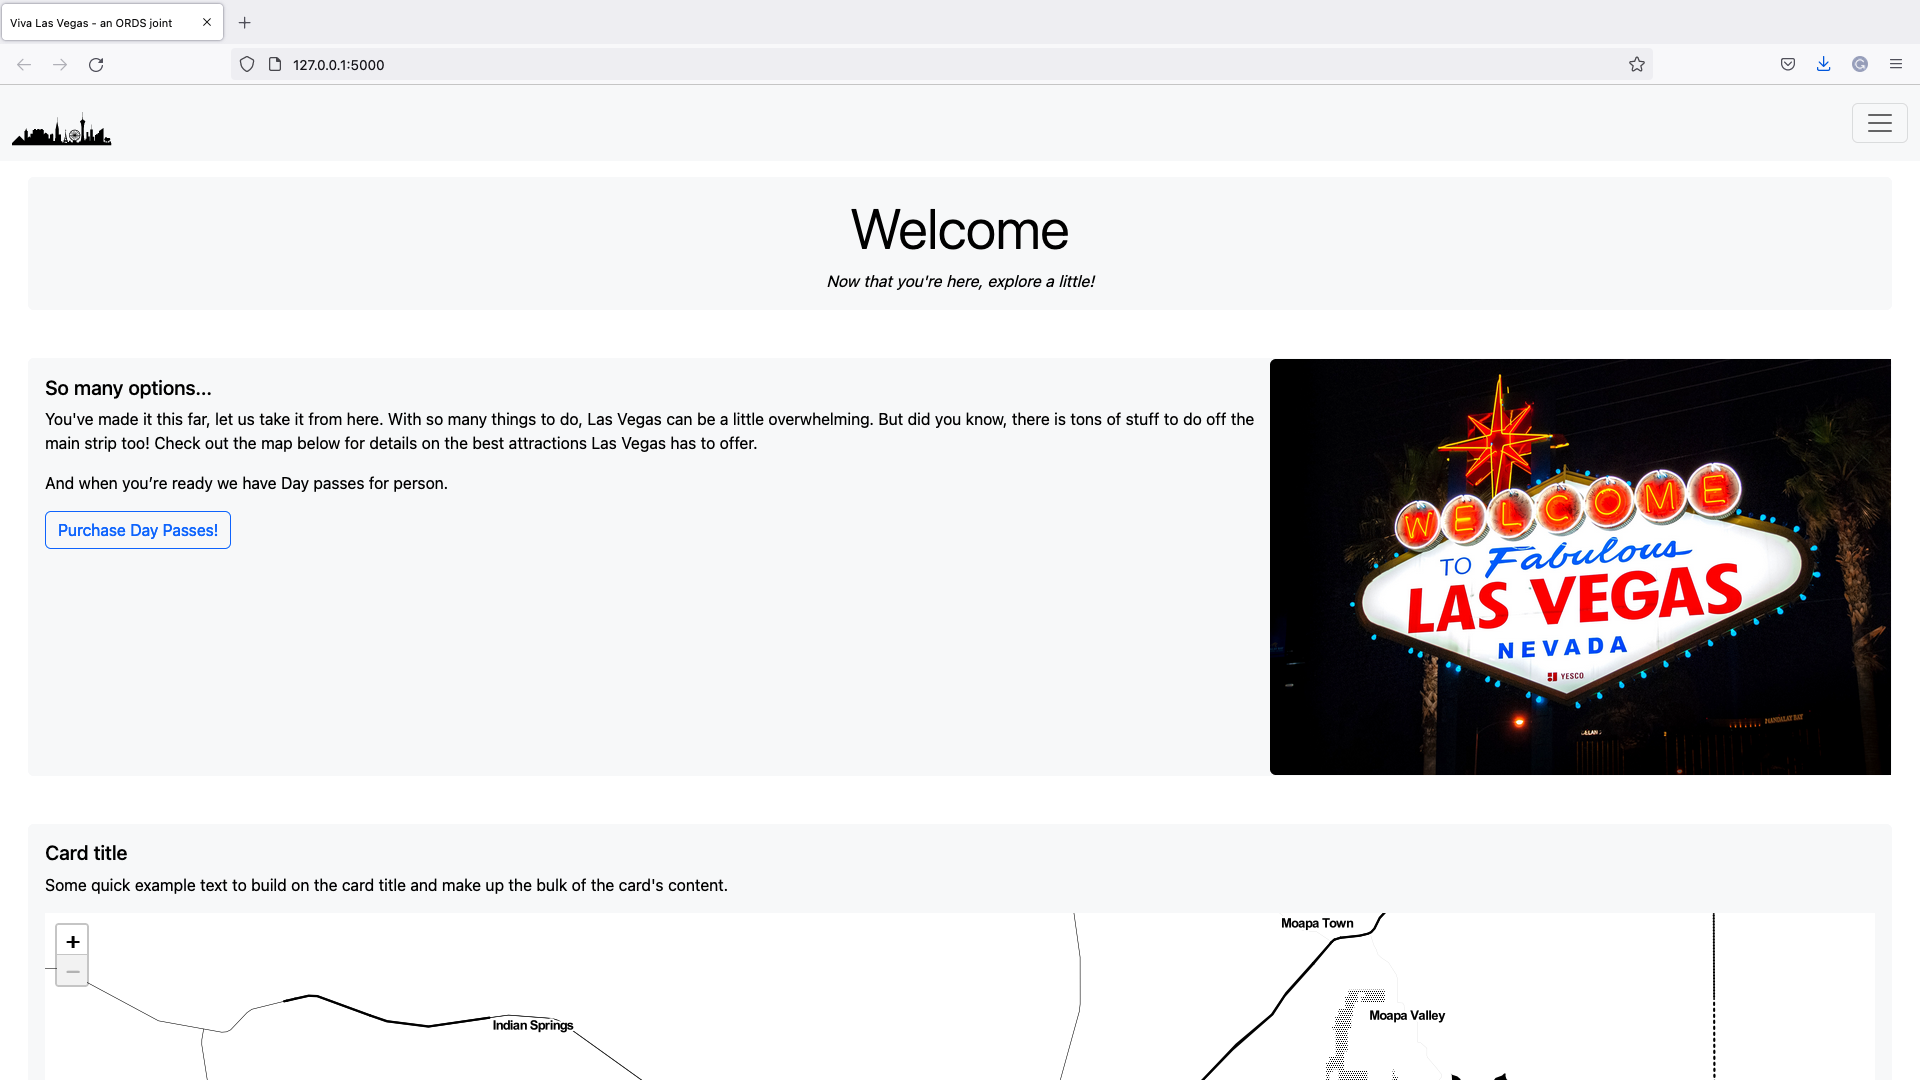 Viva Las Vegas - an ORDS joint
127.0.0.1:5000
Welcome
Now that you're here, explore a little!
So many options...
You've made it this far, let us take it from here. With so many things to do, Las Vegas can be a little overwhelming. But did you know, there is tons of stuff to do off the
main strip too! Check out the map below for details on the best attractions Las Vegas has to offer.
And when you’re ready we have Day passes for person.
Purchase Day Passes!
WELCOME
TO Fabulous
LAS VEGAS
NEVADA
YESCO
MANDALAY BAY
Card title
Some quick example text to build on the card title and make up the bulk of the card's content.
+
−
Moapa Town
Moapa Valley
Indian Springs